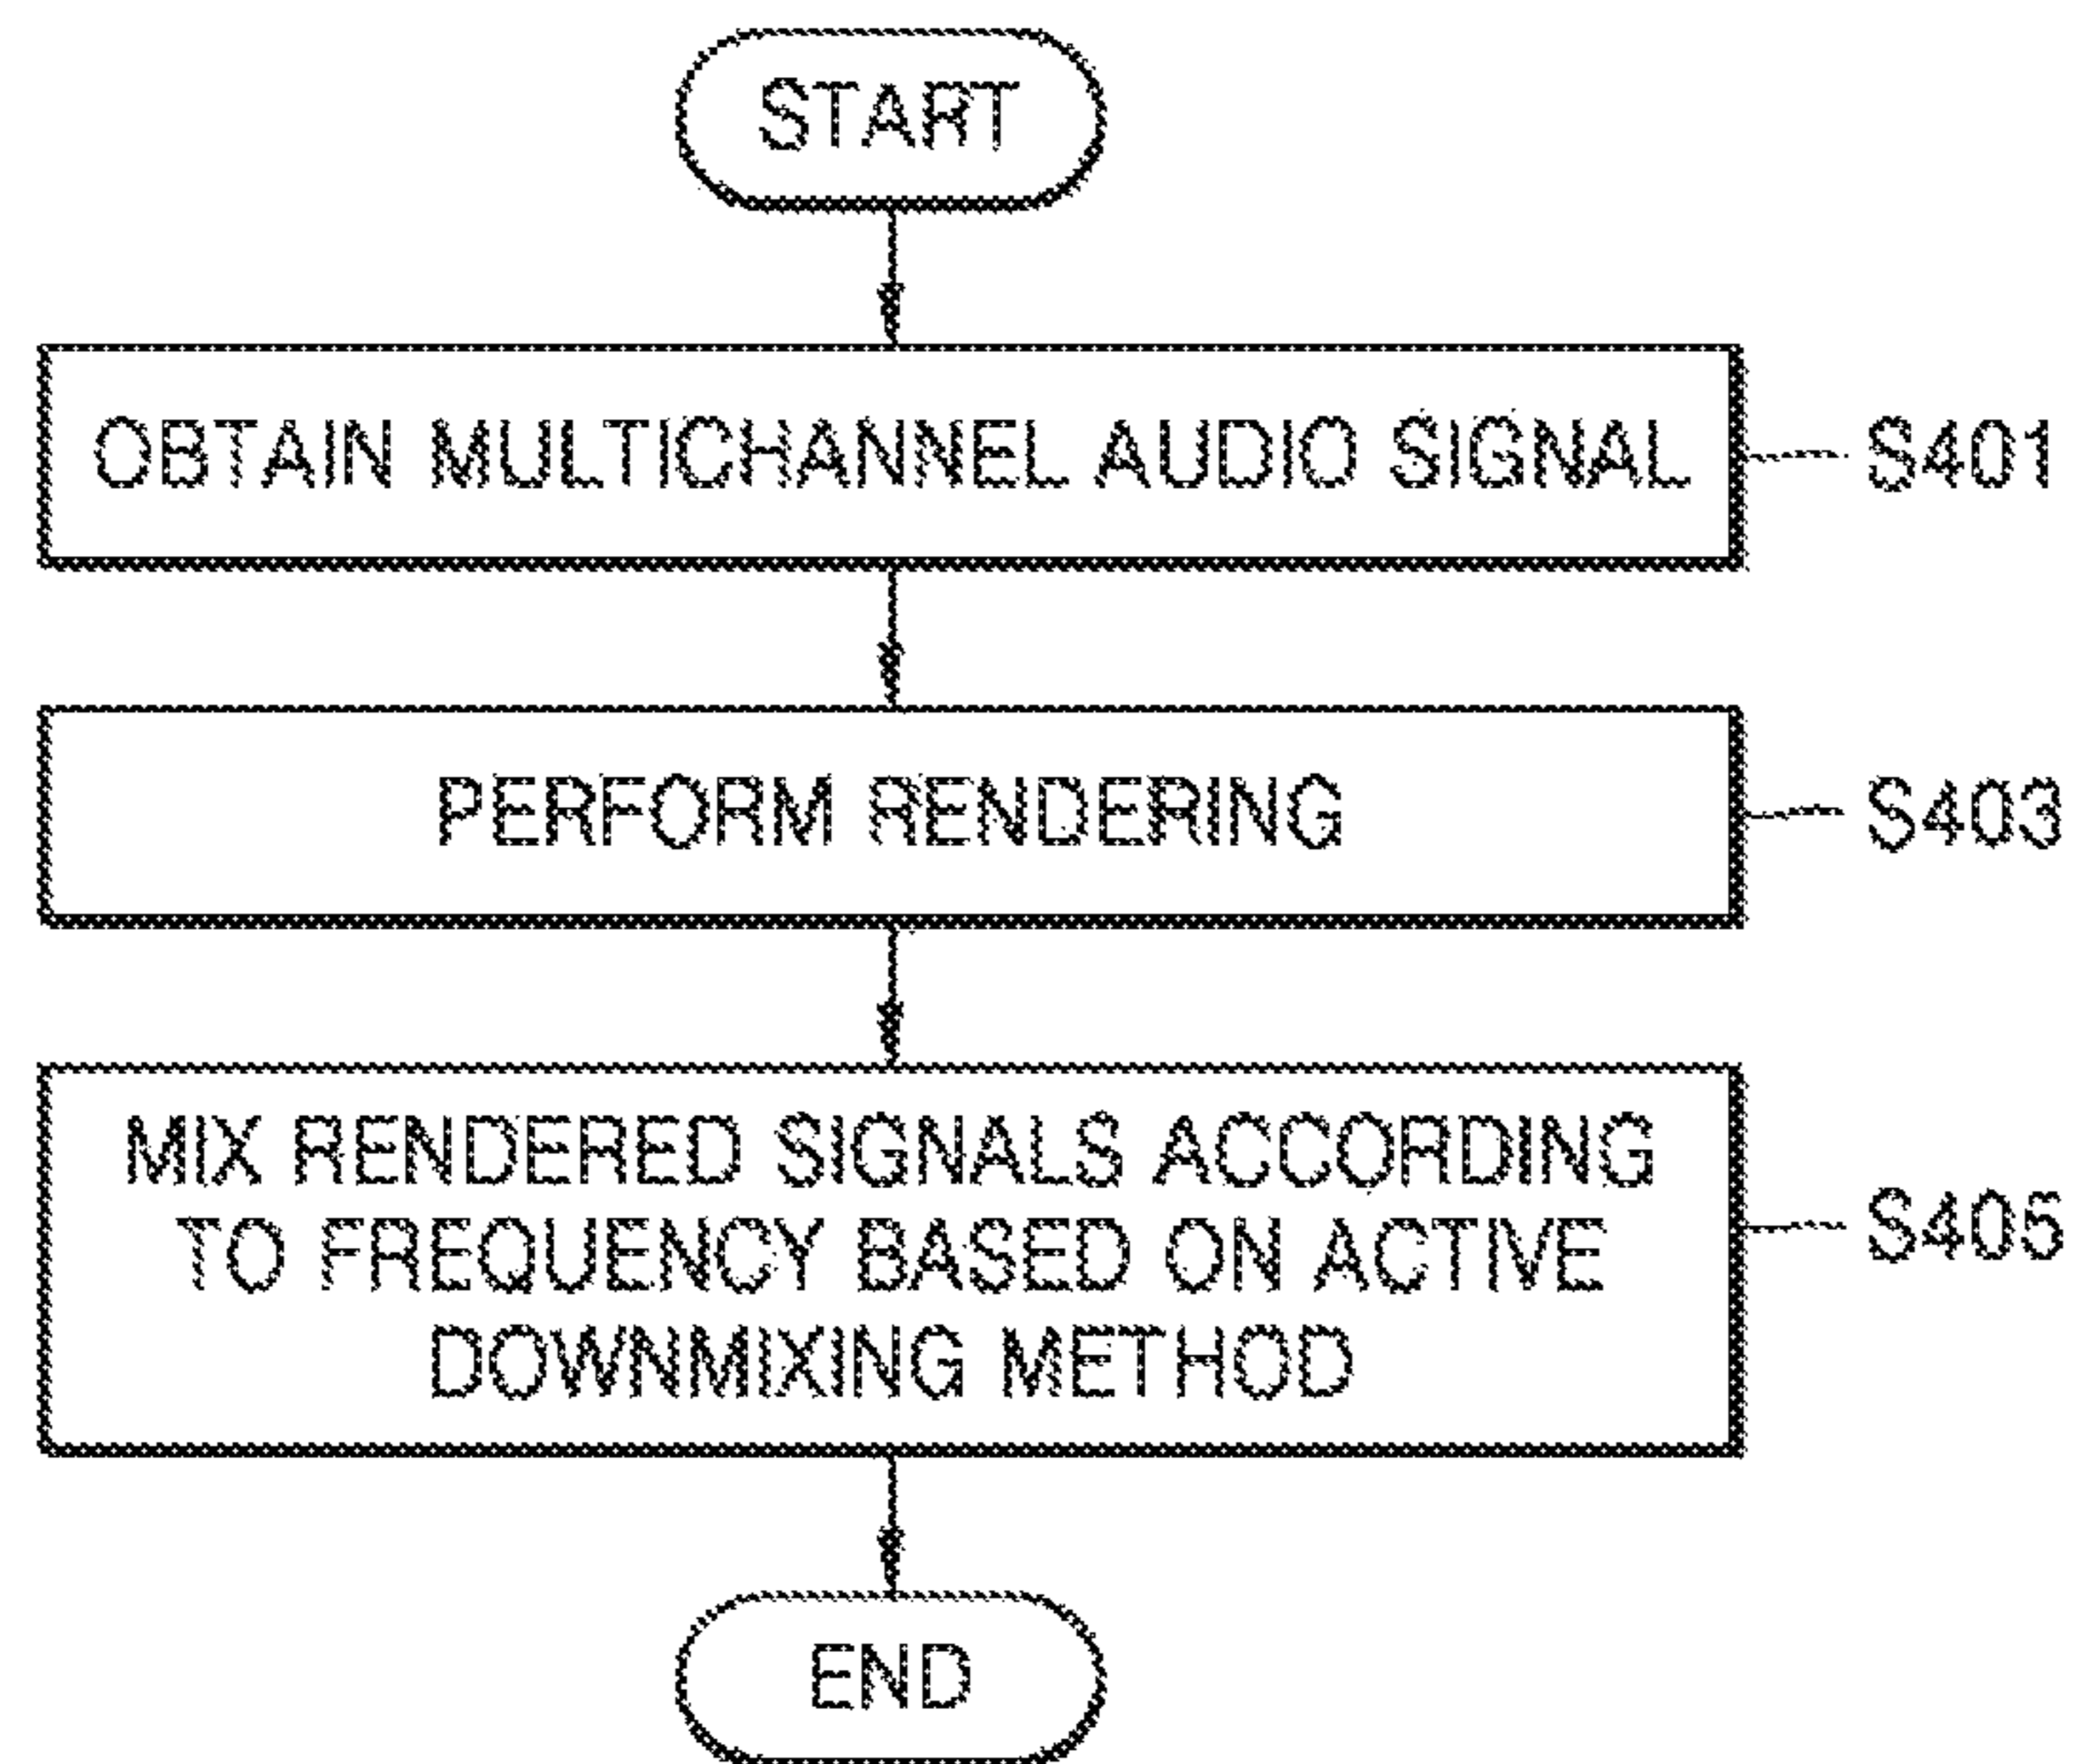 START
OBTAIN MULTICHANNEL AUDIO SIGNAL
S401
PERFORM RENDERING
S403
MIX RENDERED SIGNALS ACCORDING
TO FREQUENCY BASED ON ACTIVE
DOWNMIXING METHOD
S405
END